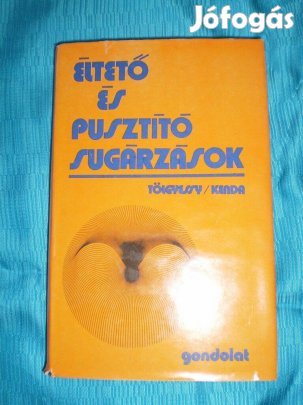 Jófogás
ÉLTETŐ
ÉS
PUSZTÍTÓ
SUGÁRZÁSOK
TÖLGYESSY / KENDA
gondolat